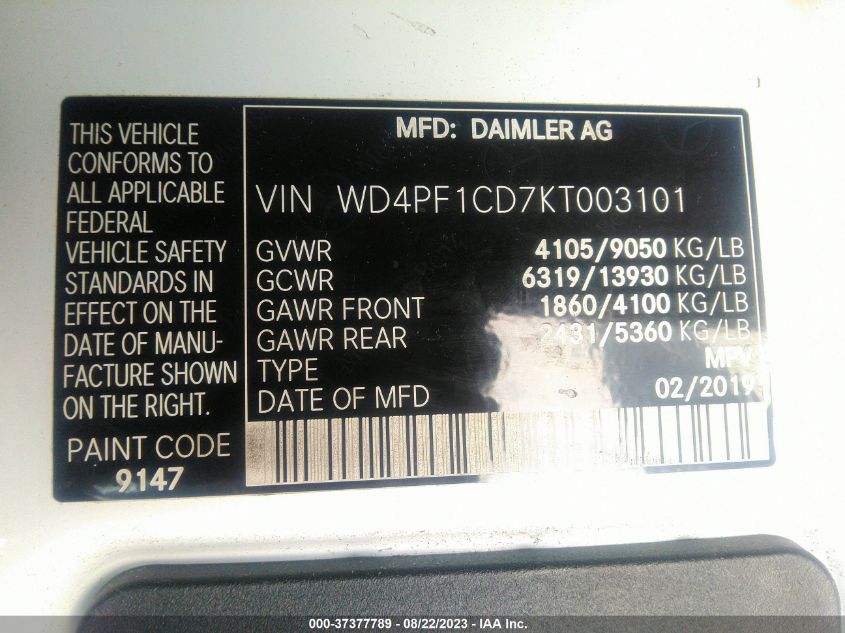 THIS VEHICLE
CONFORMS TO
ALL APPLICABLE
FEDERAL
VEHICLE SAFETY
STANDARDS IN
EFFECT ON THE
DATE OF MANU-
FACTURE SHOWN
ON THE RIGHT.
PAINT CODE
9147
MFD: DAIMLER AG
VIN WD4PF1CD7KT003101
GVWR 4105/9050 KG/LB
GCWR 6319/13930 KG/LB
GAWR FRONT 1860/4100 KG/LB
GAWR REAR 2431/5360 KG/LB
TYPE MPV
DATE OF MFD 02/2019
000-37377789 - 08/22/2023 - IAA Inc.